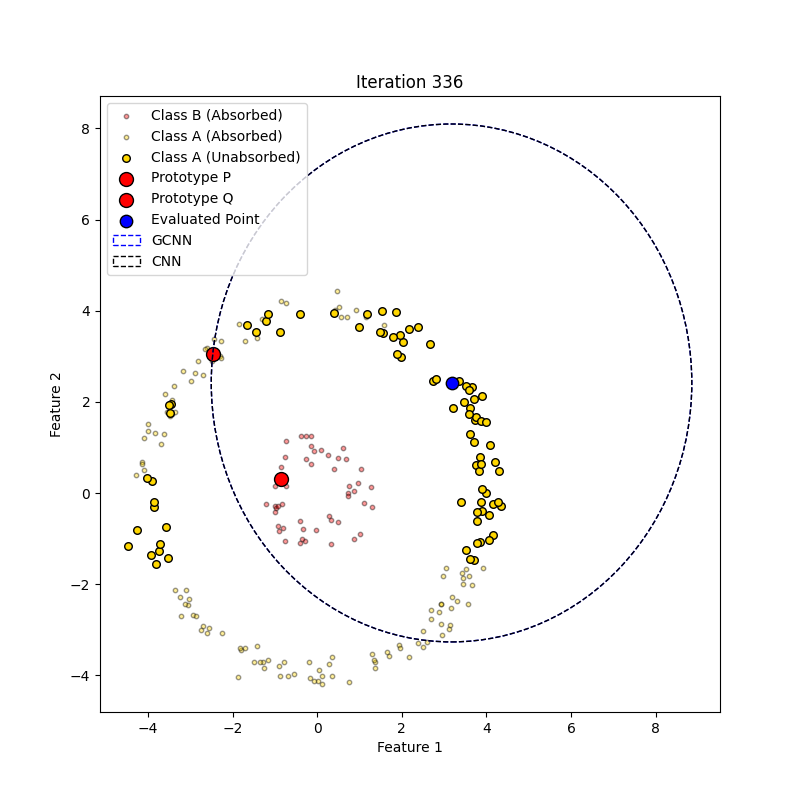 Iteration 336
Class B (Absorbed)
Class A (Absorbed)
Class A (Unabsorbed)
Prototype P
Prototype Q
Evaluated Point
GCNN
CNN
8
6
4
2
0
−2
−4
Feature 2
−4 −2 0 2 4 6 8
Feature 1